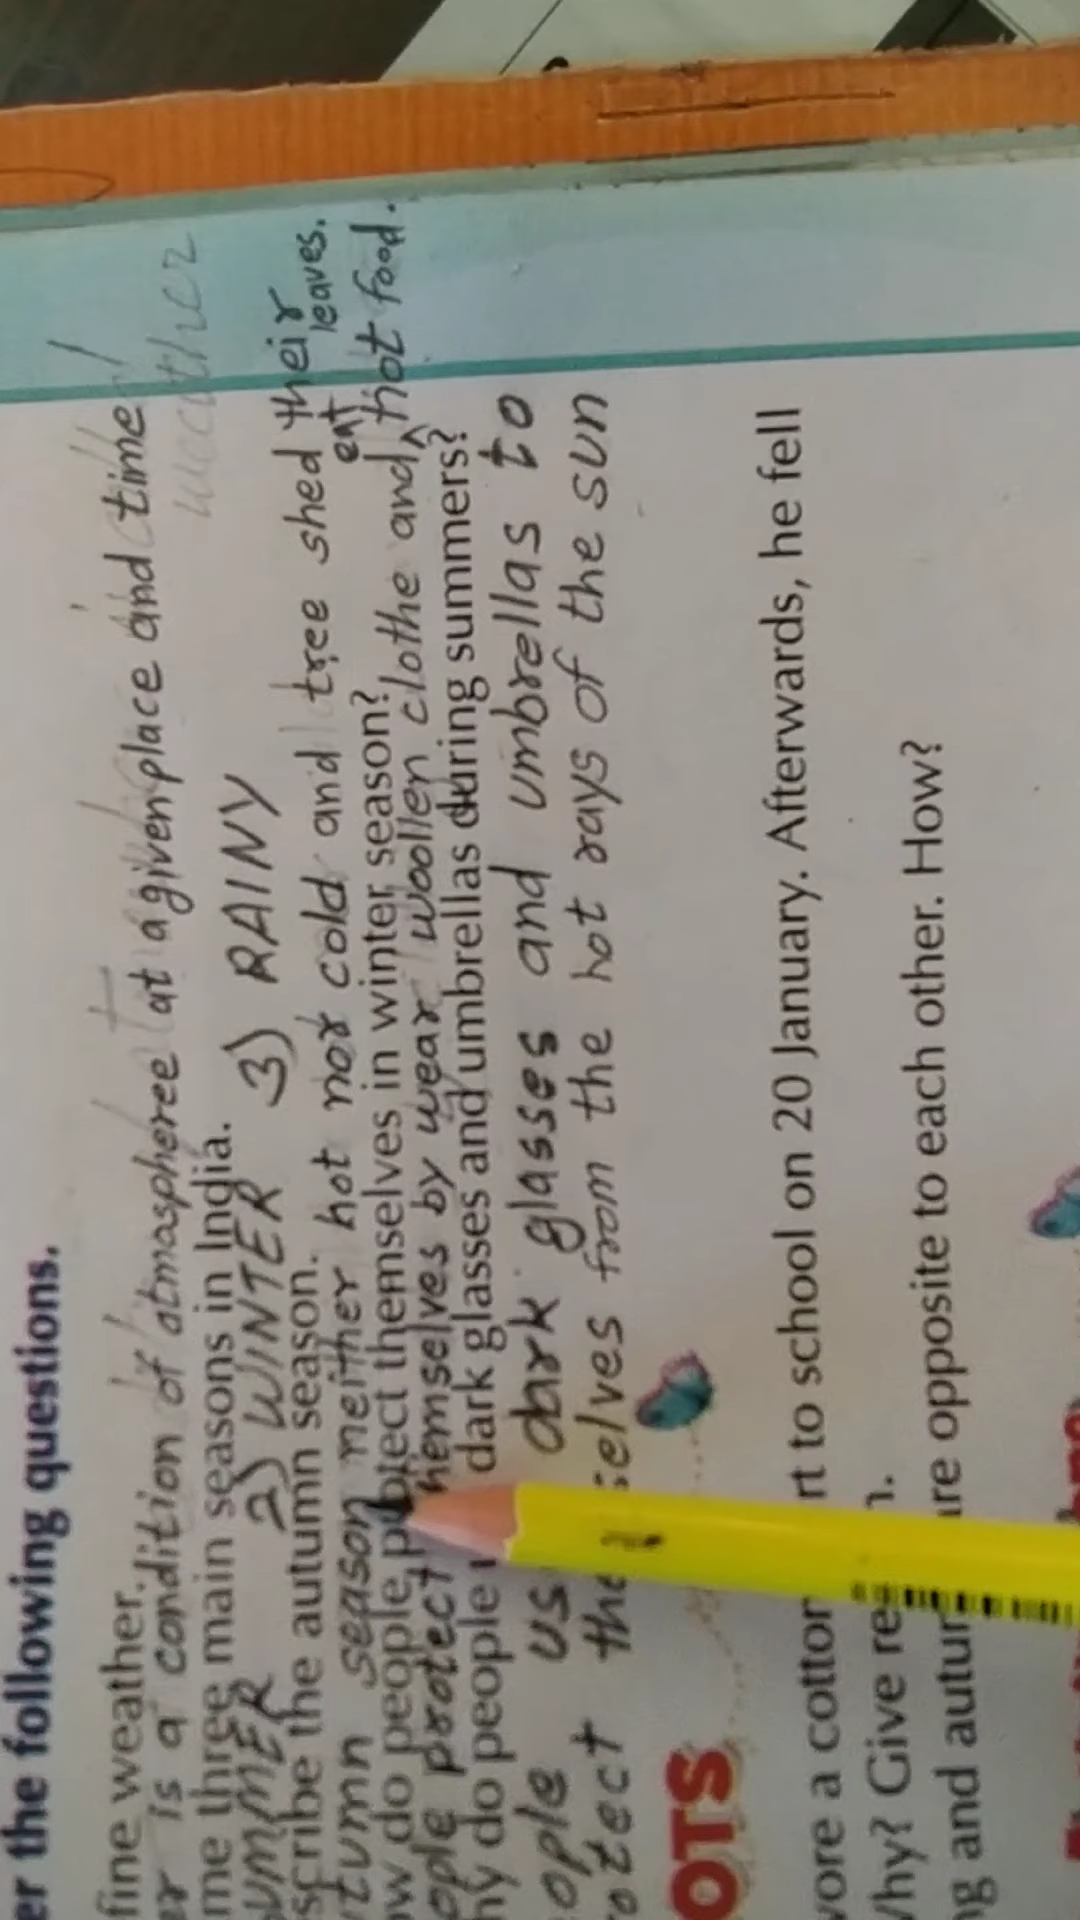 er the following questions.
fine weather.
er is a condition of atmospheree at a given place and time
weather
me three main seasons in India.
UMMER 2) WINTER 3) RAINY
scribe the autumn season.
tumn season neither hot nor cold and tree shed their leaves.
ow do people protect themselves in winter season?
ople protect themselves by wear woollen clothe and eat hot food.
hy do people dark glasses and umbrellas during summers?
ople us dark glasses and umbrellas to
otect the selves from the hot rays of the sun
OTS
vore a cotton rt to school on 20 January. Afterwards, he fell
Why? Give re n.
ng and autu re opposite to each other. How?